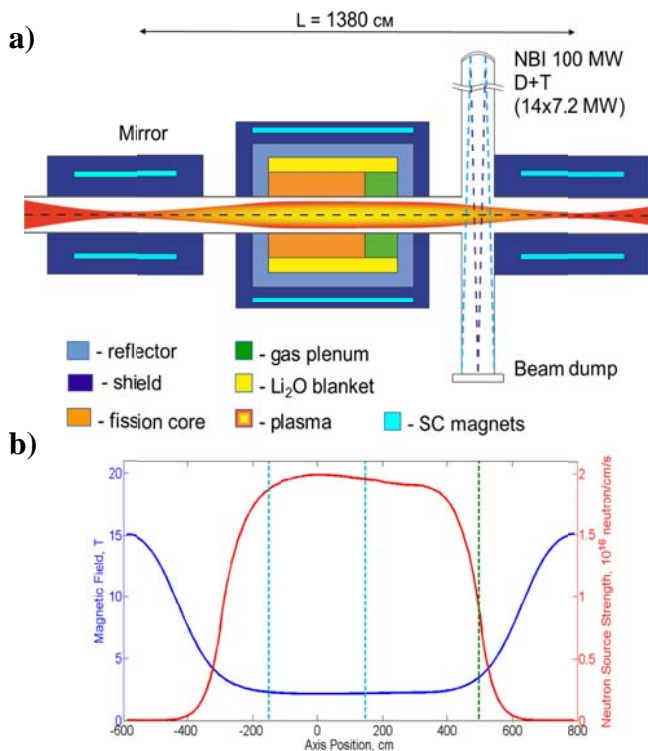 a)
L = 1380 см
NBI 100 MW
D+T
(14x7.2 MW)
Mirror
Beam dump
- reflector
- shield
- fission core
- gas plenum
- Li₂O blanket
- plasma
- SC magnets
b)
Magnetic Field, T
20
15
10
5
0
-600
-400
-200
0
200
400
600
800
Axis Position, cm
2
1.5
1
0.5
0
Neutron Source Strength, 10¹⁶ neutron/cm/s